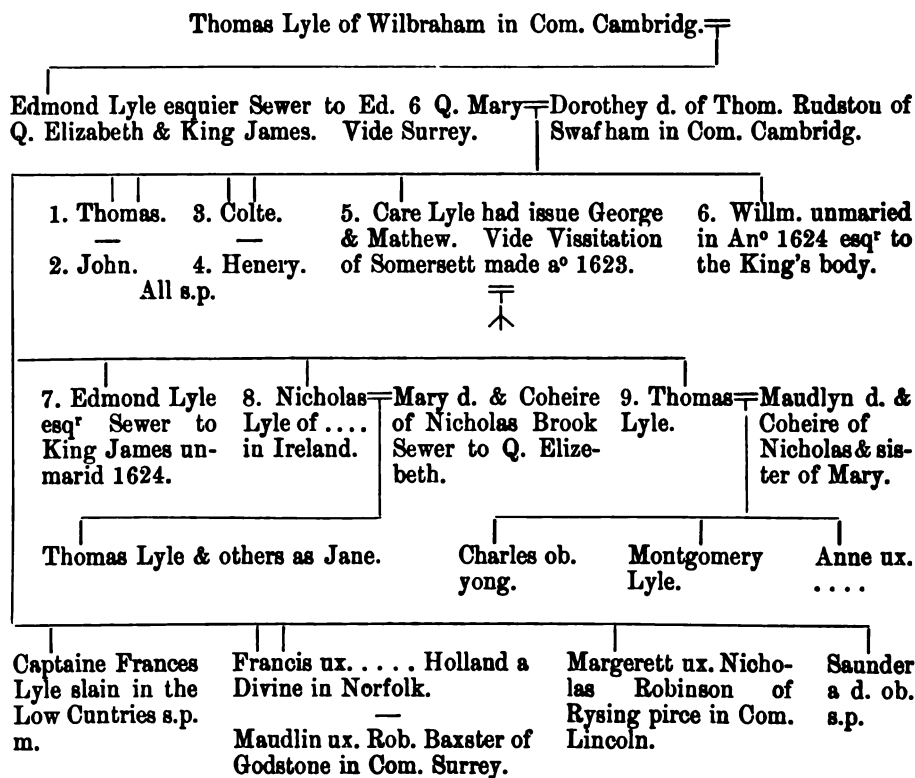 Thomas Lyle of Wilbraham in Com. Cambridg.
Edmond Lyle esquier Sewer to Ed. 6 Q. Mary
Q. Elizabeth & King James. Vide Surrey.
Dorothey d. of Thom. Rudston of
Swafham in Com. Cambridg.
1. Thomas.
2. John.
3. Colte.
4. Henery.
All s.p.
5. Care Lyle had issue George
& Mathew. Vide Vissitation
of Somersett made aº 1623.
6. Willm. unmaried
in Anº 1624 esqʳ to
the King's body.
7. Edmond Lyle
esqʳ Sewer to
King James un-
marid 1624.
8. Nicholas
Lyle of ....
in Ireland.
Mary d. & Coheire
of Nicholas Brook
Sewer to Q. Elize-
beth.
9. Thomas
Lyle.
Maudlyn d. &
Coheire of
Nicholas & sis-
ter of Mary.
Thomas Lyle & others as Jane.
Charles ob.
yong.
Montgomery
Lyle.
Anne ux.
....
Captaine Frances
Lyle slain in the
Low Cuntries s.p.
m.
Francis ux. ..... Holland a
Divine in Norfolk.
Maudlin ux. Rob. Baxster of
Godstone in Com. Surrey.
Margerett ux. Nicho-
las Robinson of
Rysing pirce in Com.
Lincoln.
Saunder
a d. ob.
s.p.